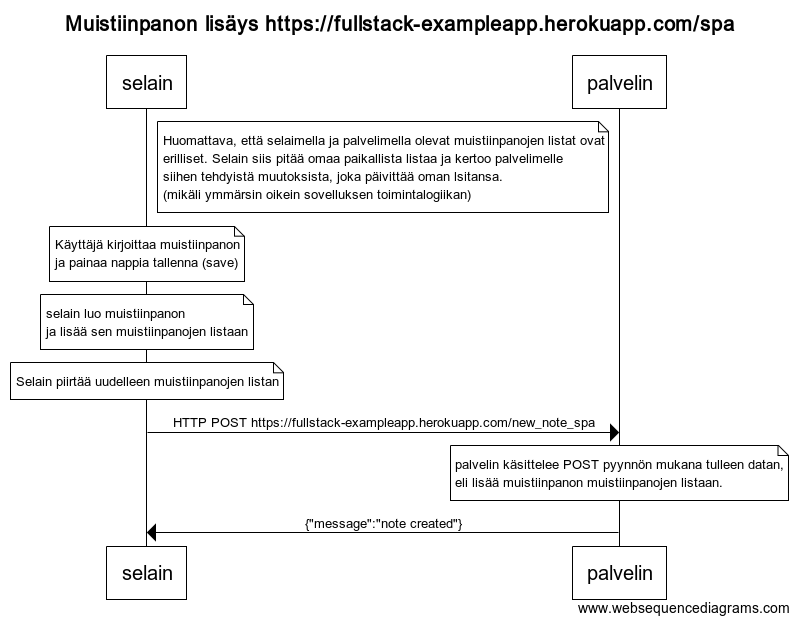 Muistiinpanon lisäys https://fullstack-exampleapp.herokuapp.com/spa
selain
palvelin
Huomattava, että selaimella ja palvelimella olevat muistiinpanojen listat ovat
erilliset. Selain siis pitää omaa paikallista listaa ja kertoo palvelimelle
siihen tehdyistä muutoksista, joka päivittää oman lsitansa.
(mikäli ymmärsin oikein sovelluksen toimintalogiikan)
Käyttäjä kirjoittaa muistiinpanon
ja painaa nappia tallenna (save)
selain luo muistiinpanon
ja lisää sen muistiinpanojen listaan
Selain piirtää uudelleen muistiinpanojen listan
HTTP POST https://fullstack-exampleapp.herokuapp.com/new_note_spa
palvelin käsittelee POST pyynnön mukana tulleen datan,
eli lisää muistiinpanon muistiinpanojen listaan.
{"message":"note created"}
selain
palvelin
www.websequencediagrams.com